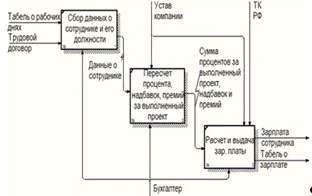 Табель о рабочих
днях
Трудовой
договор
Сбор данных о
сотруднике и его
должности
Устав
компании
ТК
РФ
Данные о
сотруднике
Пересчет
процента,
надбавок, премий
за выполненный
проект
Сумма
процентов за
выполненный
проект,
надбавок и
премий
Расчет и выдача
зар. платы
Зарплата
сотрудника
Табель о
зарплате
Бухгалтер